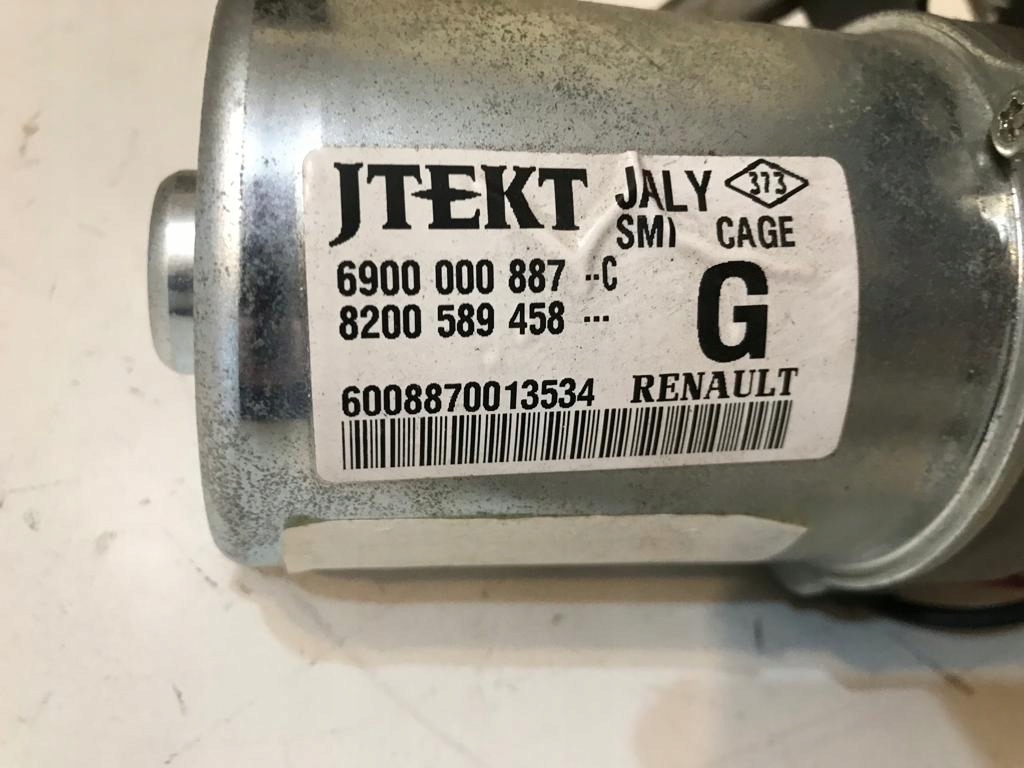 JTEKT JALY 373
SMI CAGE
6900 000 887 --C
8200 589 458 ---
G
6008870013534 RENAULT